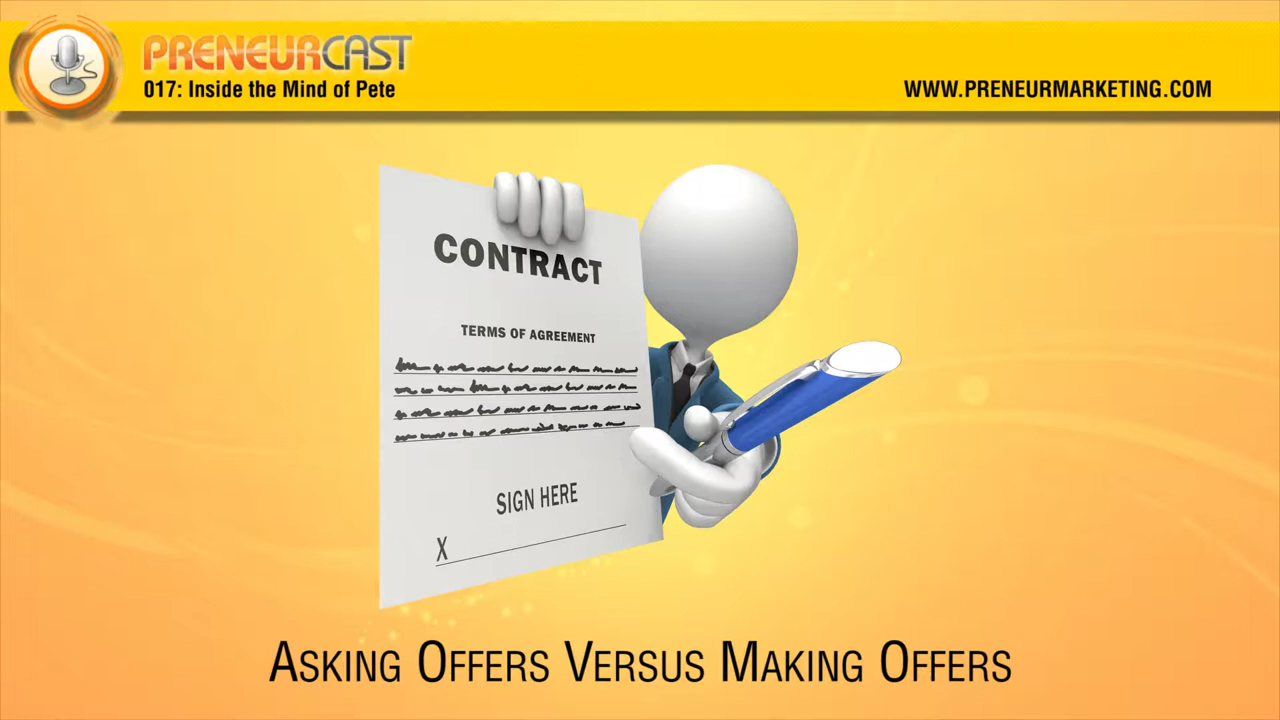 PRENEURCAST
017: Inside the Mind of Pete
WWW.PRENEURMARKETING.COM
CONTRACT
TERMS OF AGREEMENT
SIGN HERE
X
ASKING OFFERS VERSUS MAKING OFFERS